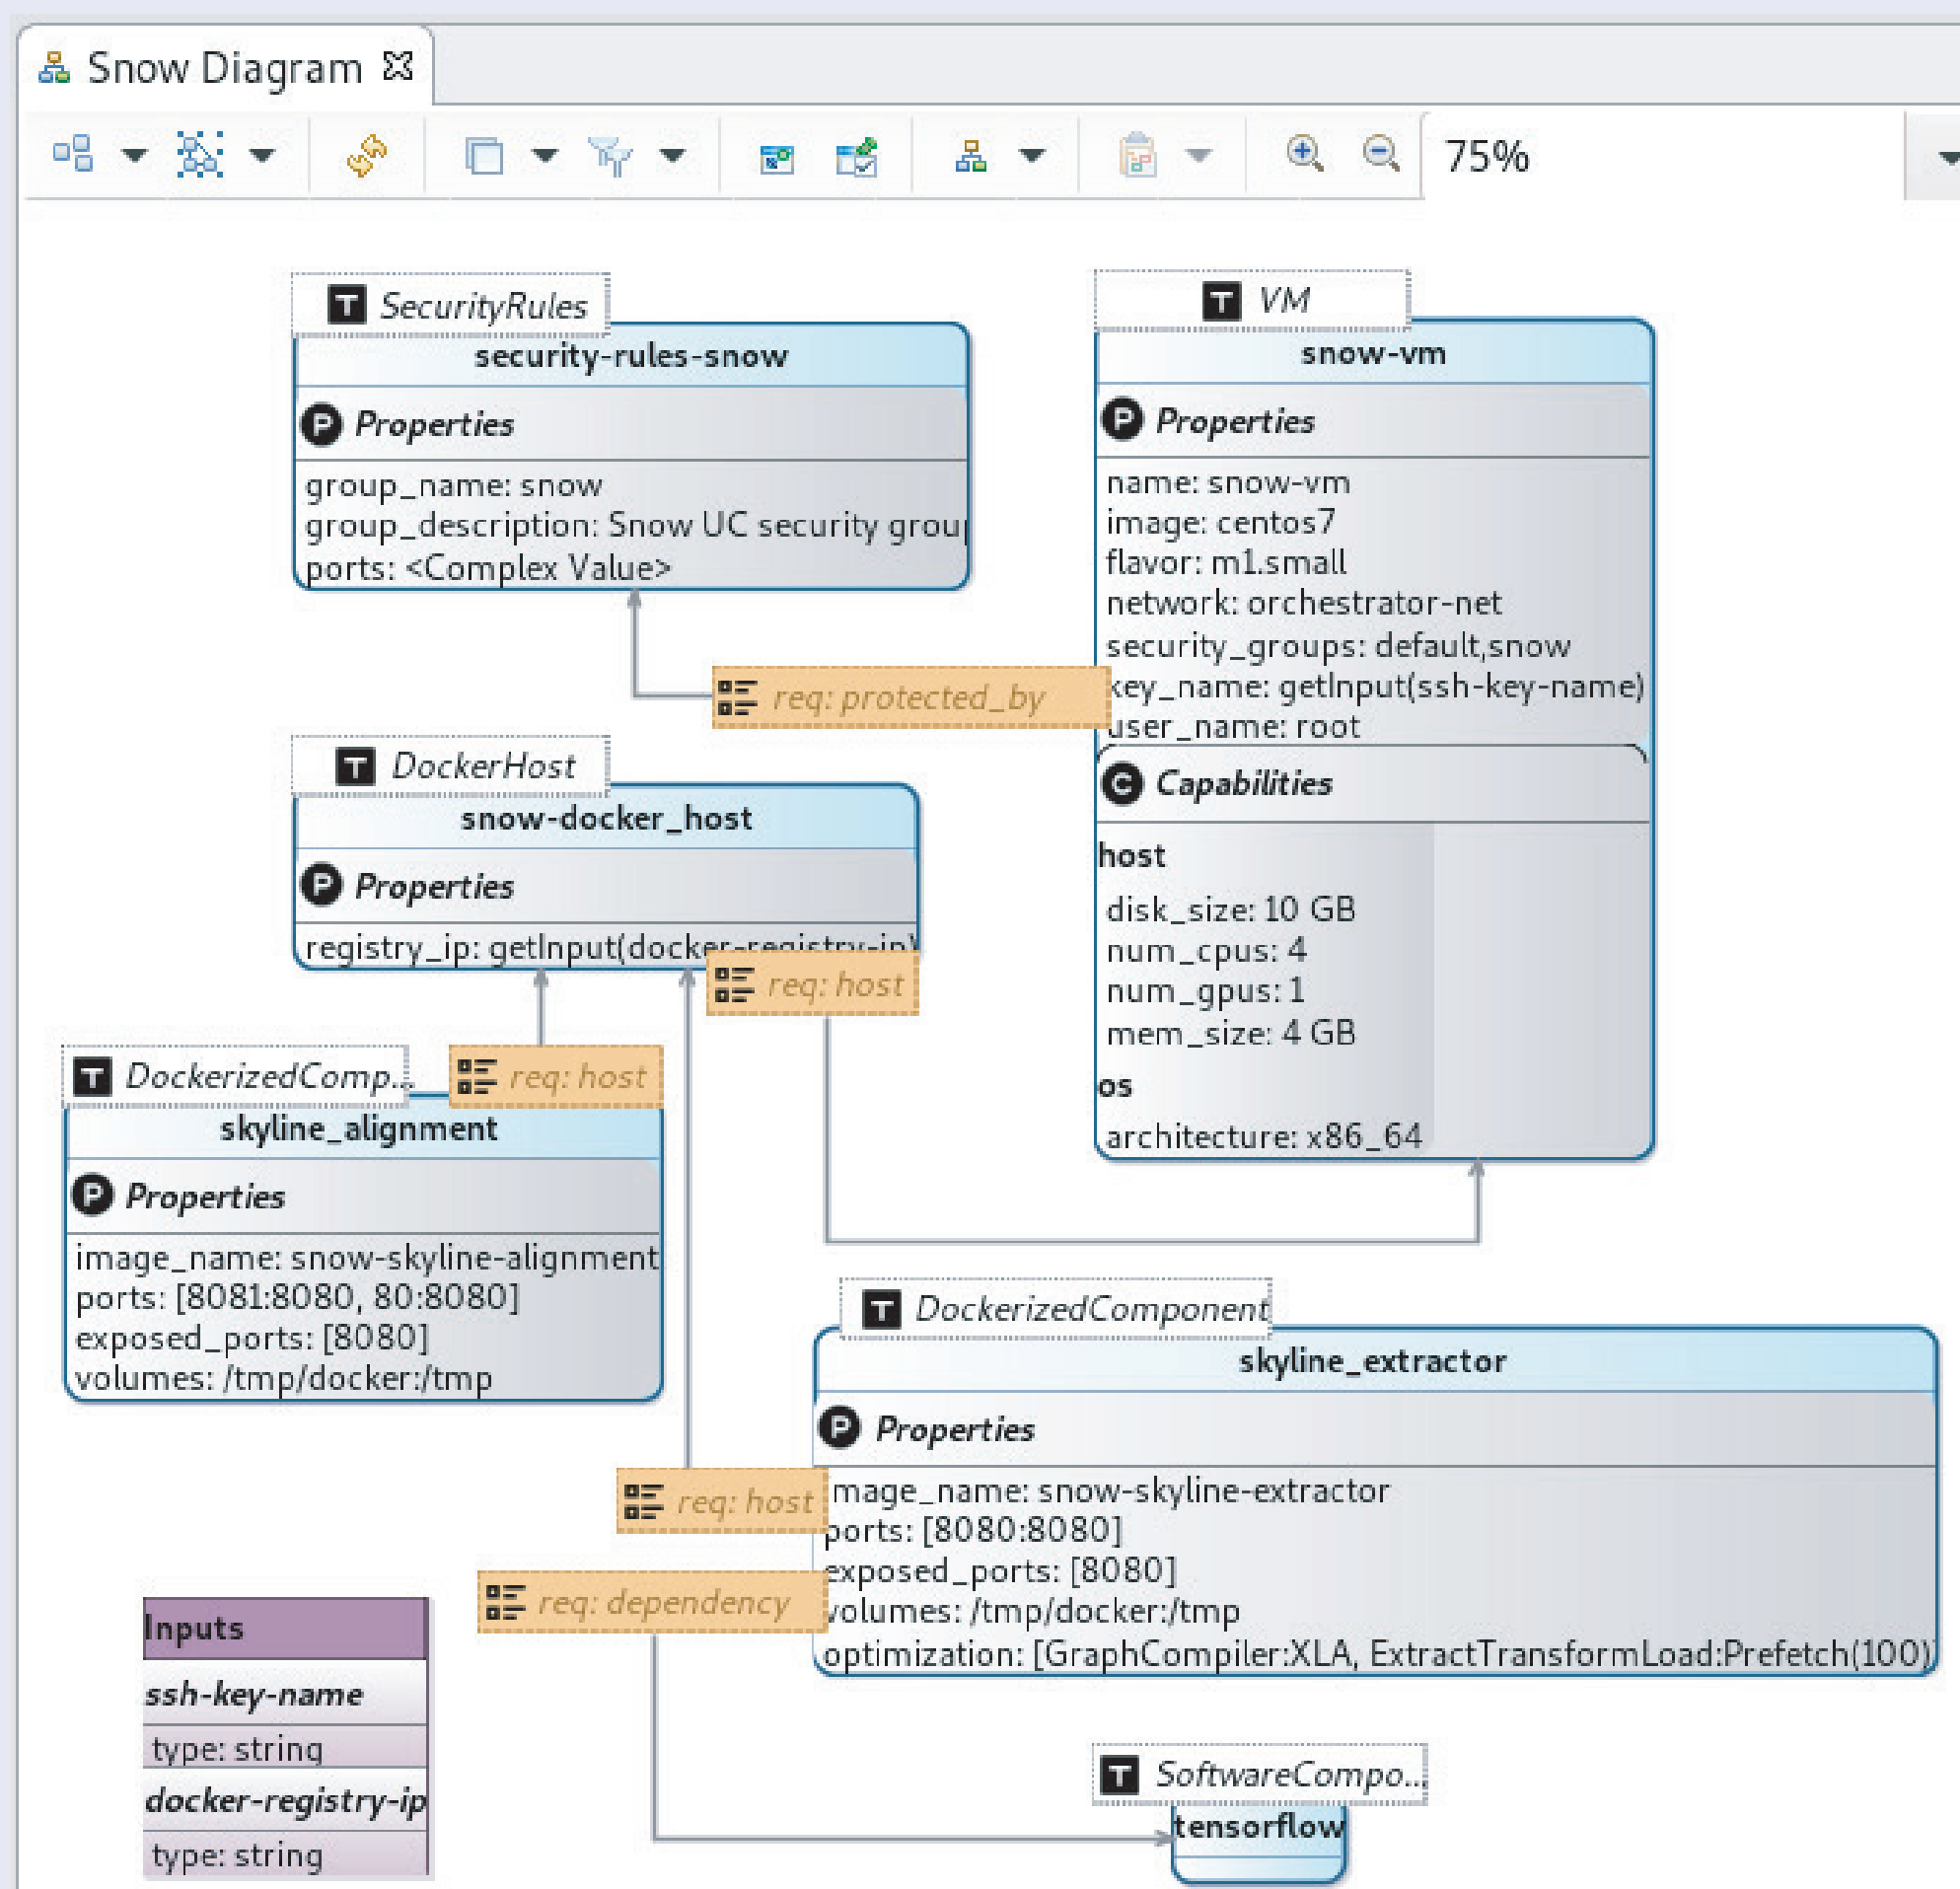 Snow Diagram
75%
SecurityRules
security-rules-snow
Properties
group_name: snow
group_description: Snow UC security group
ports: <Complex Value>
VM
snow-vm
Properties
name: snow-vm
image: centos7
flavor: m1.small
network: orchestrator-net
security_groups: default,snow
key_name: getInput(ssh-key-name)
user_name: root
Capabilities
host
disk_size: 10 GB
num_cpus: 4
num_gpus: 1
mem_size: 4 GB
os
architecture: x86_64
req: protected_by
DockerHost
snow-docker_host
Properties
registry_ip: getInput(docker-registry-ip)
req: host
DockerizedComp...
req: host
skyline_alignment
Properties
image_name: snow-skyline-alignment
ports: [8081:8080, 80:8080]
exposed_ports: [8080]
volumes: /tmp/docker:/tmp
DockerizedComponent
skyline_extractor
Properties
image_name: snow-skyline-extractor
ports: [8080:8080]
exposed_ports: [8080]
volumes: /tmp/docker:/tmp
optimization: [GraphCompiler:XLA, ExtractTransformLoad:Prefetch(100)
req: host
req: dependency
Inputs
ssh-key-name
type: string
docker-registry-ip
type: string
SoftwareCompo...
tensorflow